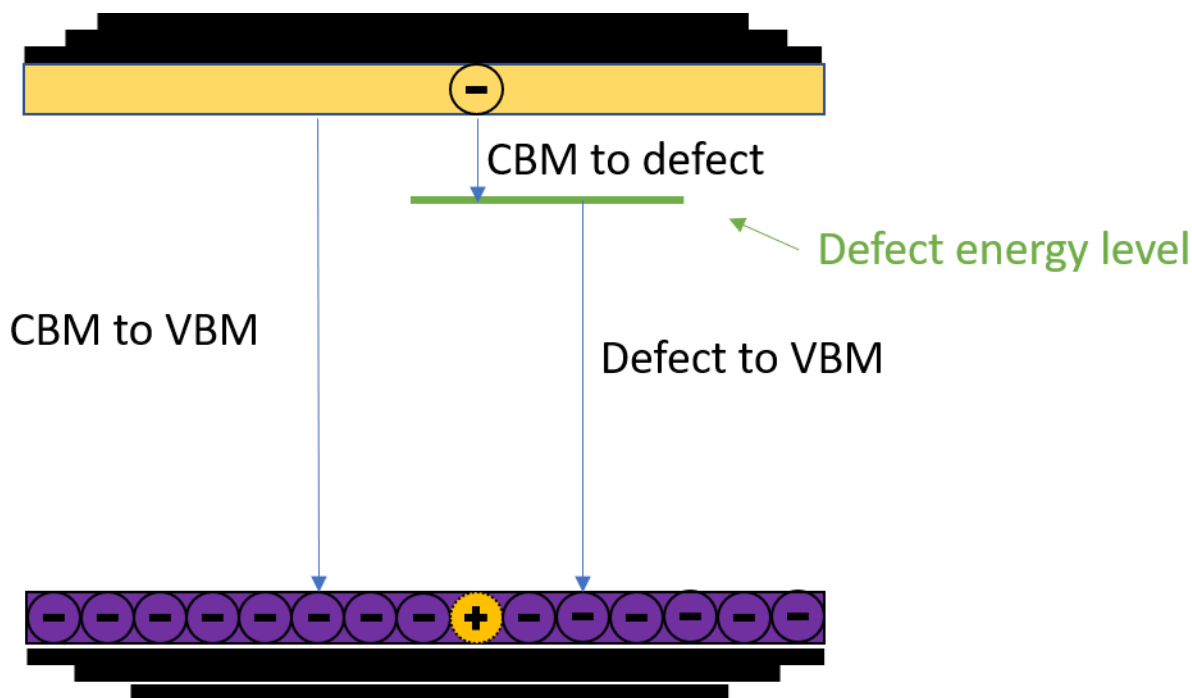 CBM to defect
Defect energy level
CBM to VBM
Defect to VBM